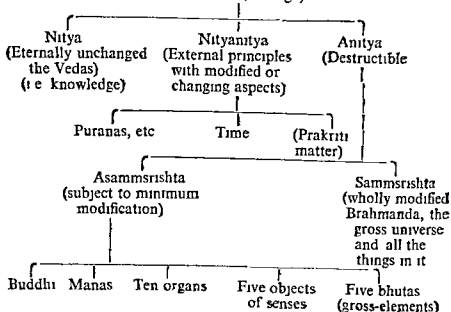 Nitya
(Eternally unchanged
the Vedas)
(i e knowledge)
Nityanitya
(External principles
with modified or
changing aspects)
Anitya
(Destructible
Puranas, etc
Time
(Prakriti
matter)
Asammsrishta
(subject to minimum
modification)
Sammsrishta
(wholly modified
Brahmanda, the
gross universe
and all the
things in it
Buddhi Manas Ten organs Five objects
of senses
Five bhutas
(gross-elements)